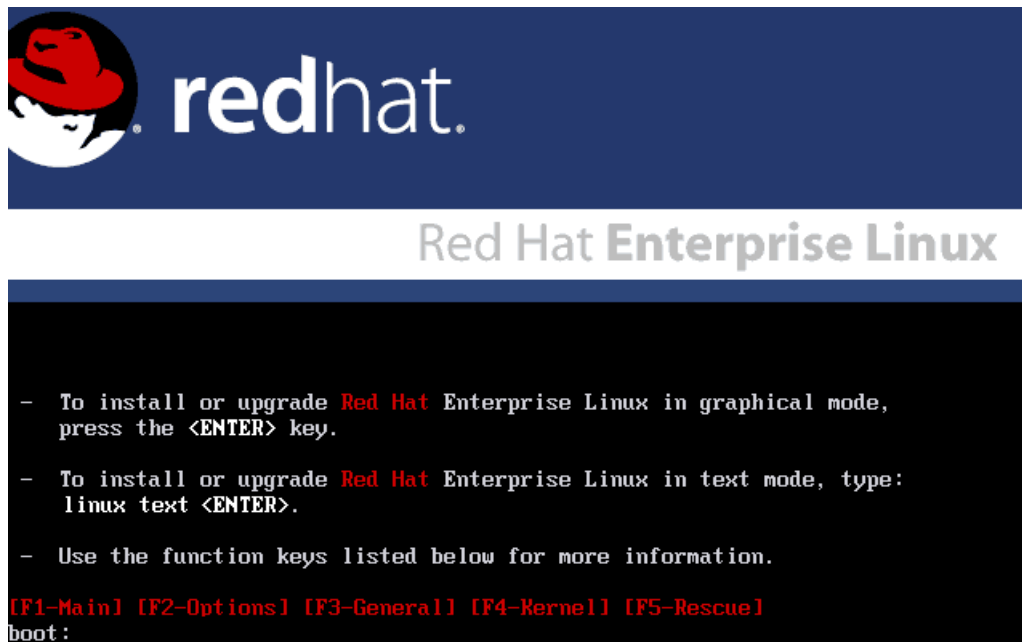 redhat.
Red Hat Enterprise Linux
- To install or upgrade Red Hat Enterprise Linux in graphical mode,
press the <ENTER> key.
- To install or upgrade Red Hat Enterprise Linux in text mode, type:
linux text <ENTER>.
- Use the function keys listed below for more information.
[F1-Main] [F2-Options] [F3-General] [F4-Kernel] [F5-Rescue]
boot: